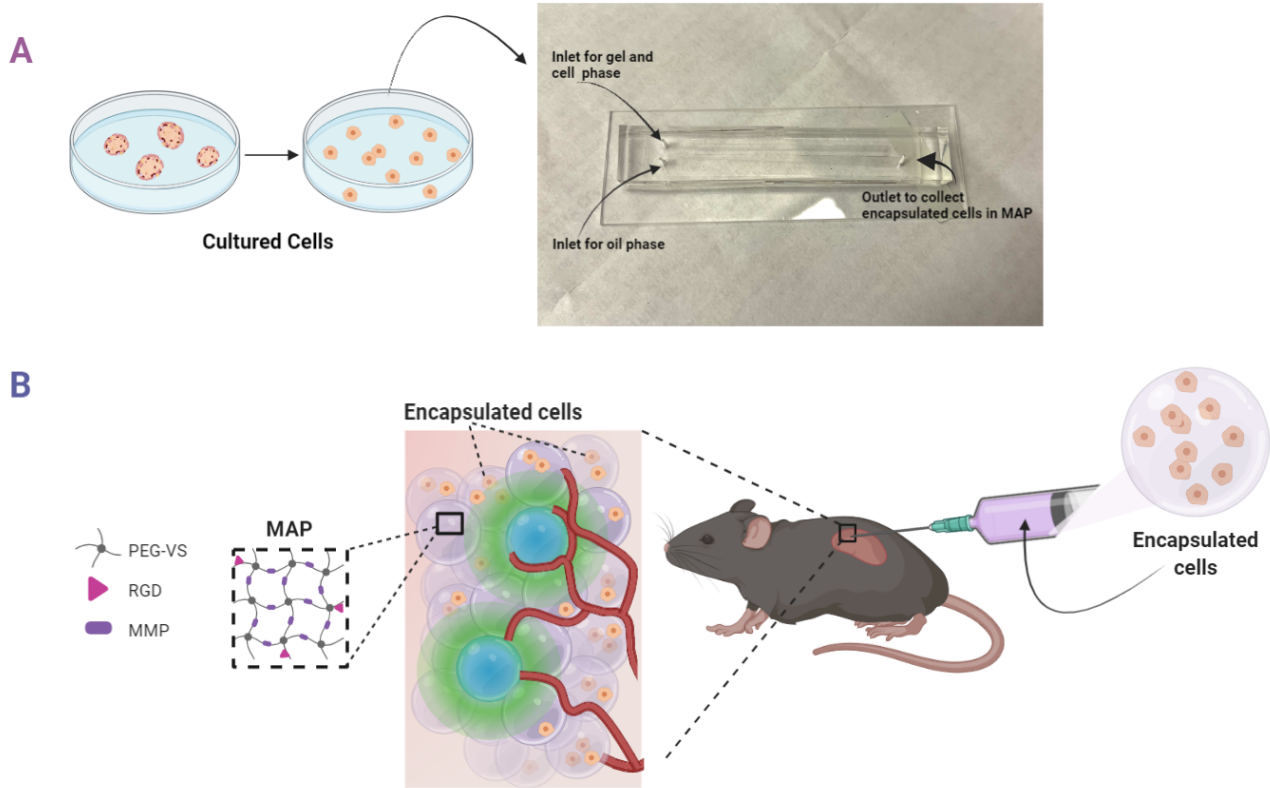 A
Inlet for gel and
cell phase
Outlet to collect
encapsulated cells in MAP
Inlet for oil phase
Cultured Cells
B
Encapsulated cells
MAP
PEG-VS
RGD
MMP
Encapsulated
cells